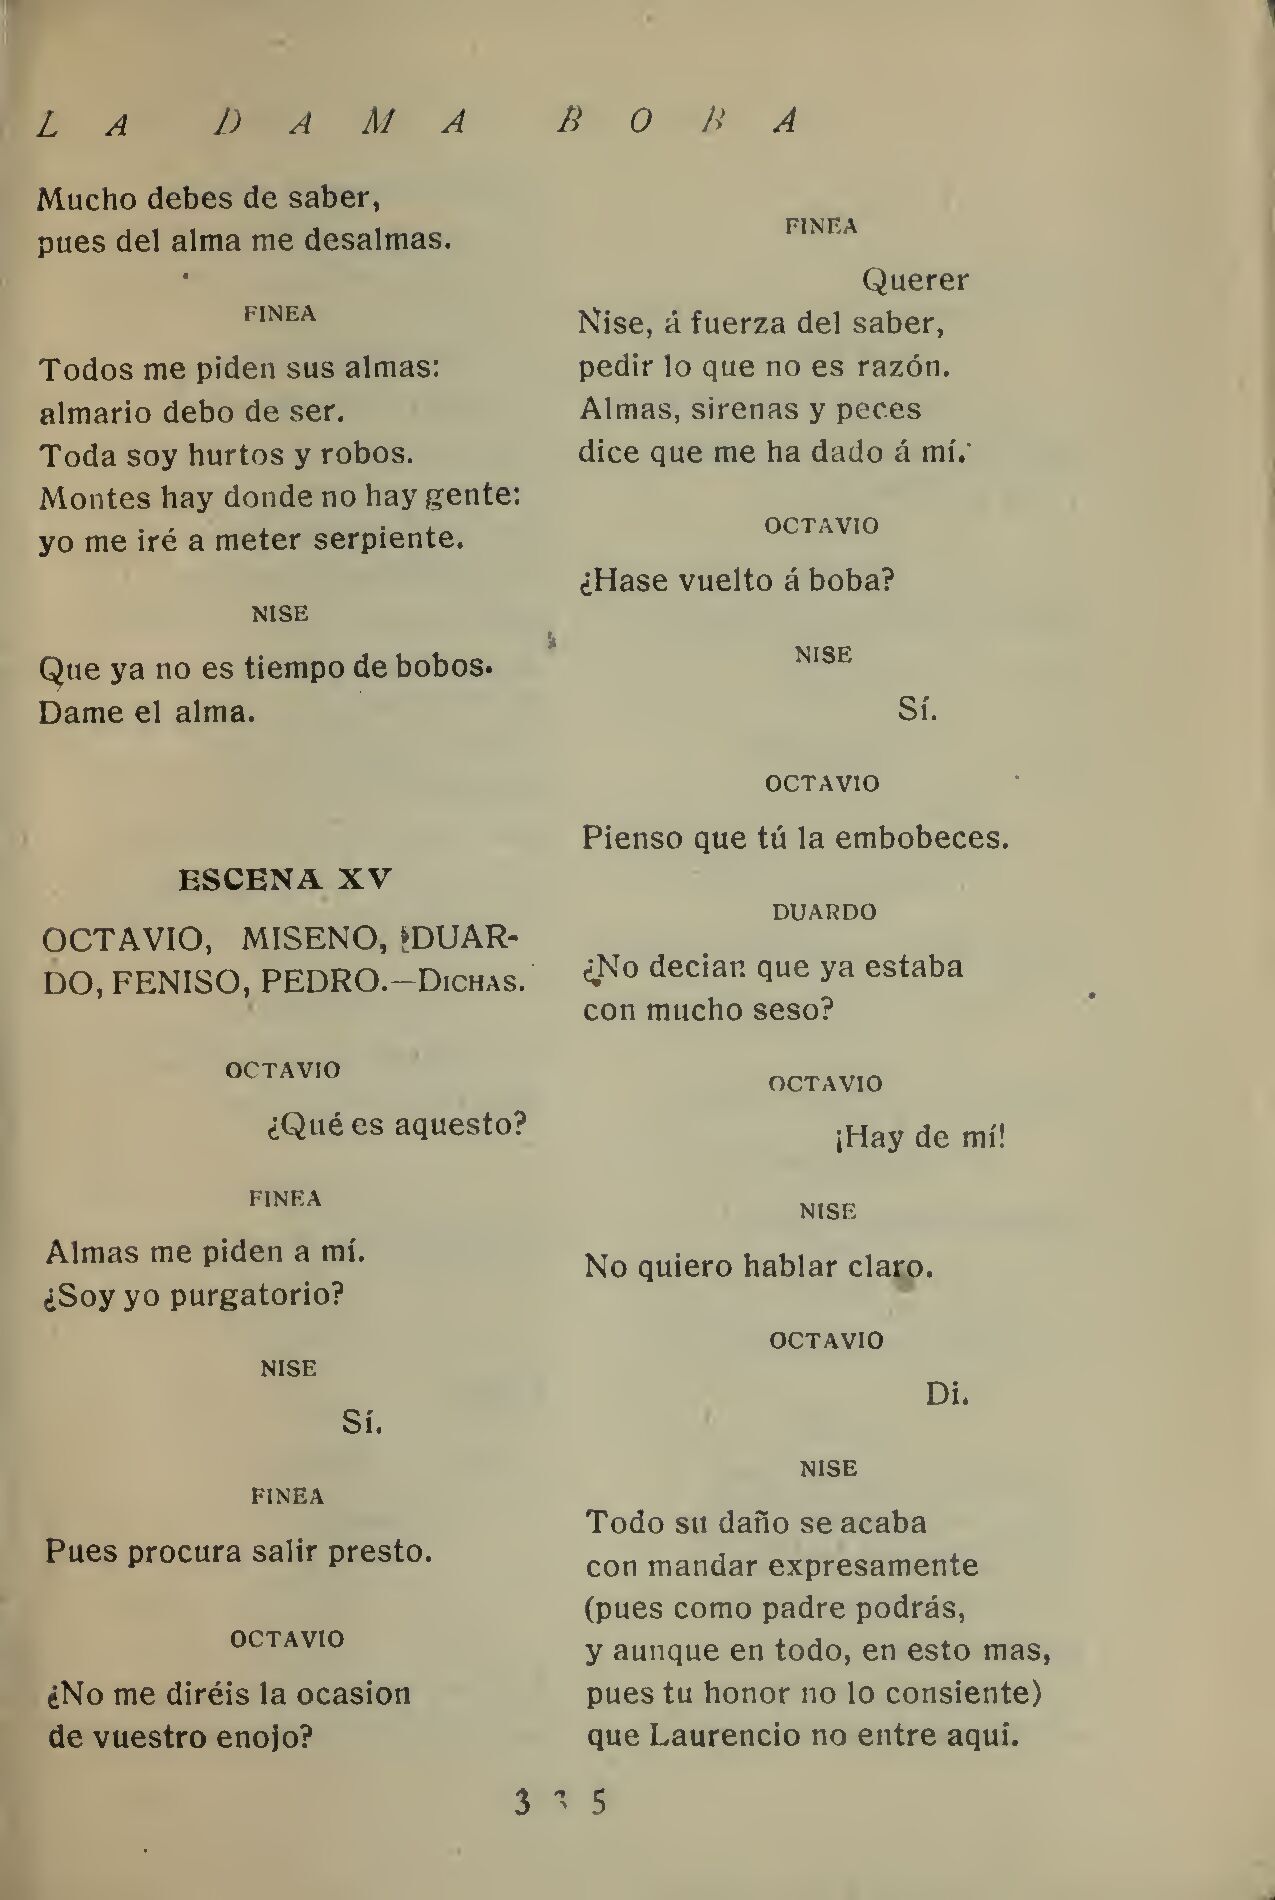 LA DAMA BOBA
Mucho debes de saber,
pues del alma me desalmas.
FINEA
Todos me piden sus almas:
almario debo de ser.
Toda soy hurtos y robos.
Montes hay donde no hay gente:
yo me iré a meter serpiente.
NISE
Que ya no es tiempo de bobos.
Dame el alma.
ESCENA XV
OCTAVIO, MISENO, DUAR-
DO, FENISO, PEDRO.—DICHAS.
OCTAVIO
¿Qué es aquesto?
FINEA
Almas me piden a mí.
¿Soy yo purgatorio?
NISE
Sí.
FINEA
Pues procura salir presto.
OCTAVIO
¿No me diréis la ocasion
de vuestro enojo?
FINEA
Querer
Nise, á fuerza del saber,
pedir lo que no es razón.
Almas, sirenas y peces
dice que me ha dado á mí.
OCTAVIO
¿Hase vuelto á boba?
NISE
Sí.
OCTAVIO
Pienso que tú la embobeces.
DUARDO
¿No decian que ya estaba
con mucho seso?
OCTAVIO
¡Hay de mí!
NISE
No quiero hablar claro.
OCTAVIO
Di.
NISE
Todo su daño se acaba
con mandar expresamente
(pues como padre podrás,
y aunque en todo, en esto mas,
pues tu honor no lo consiente)
que Laurencio no entre aquí.
335